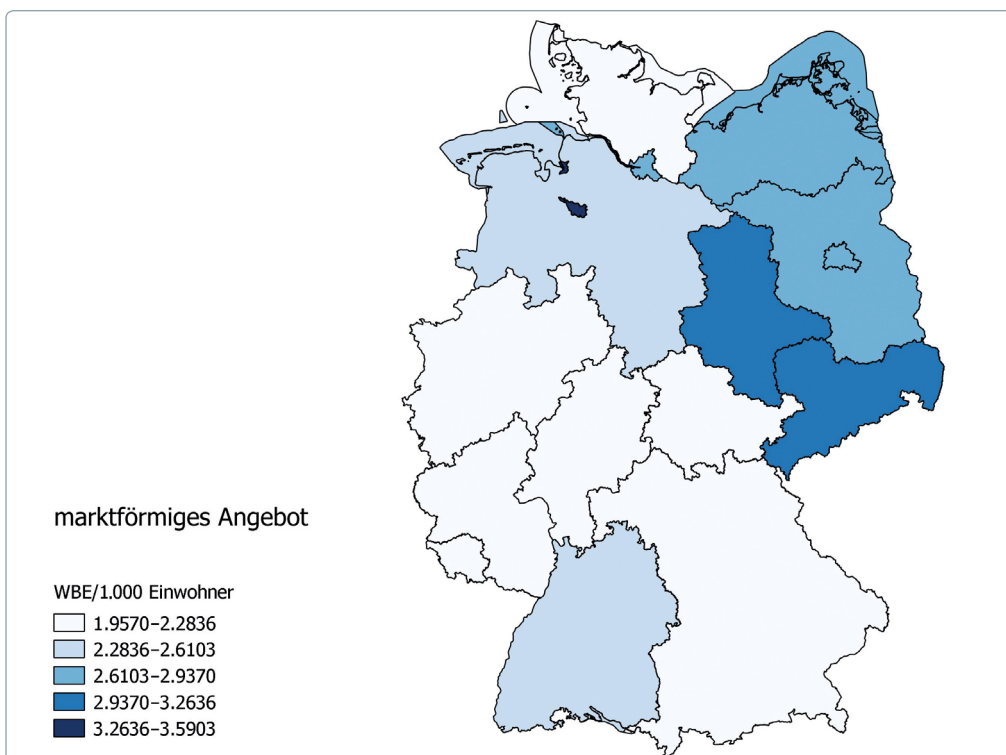 marktförmiges Angebot
WBE/1.000 Einwohner
1.9570–2.2836
2.2836–2.6103
2.6103–2.9370
2.9370–3.2636
3.2636–3.5903